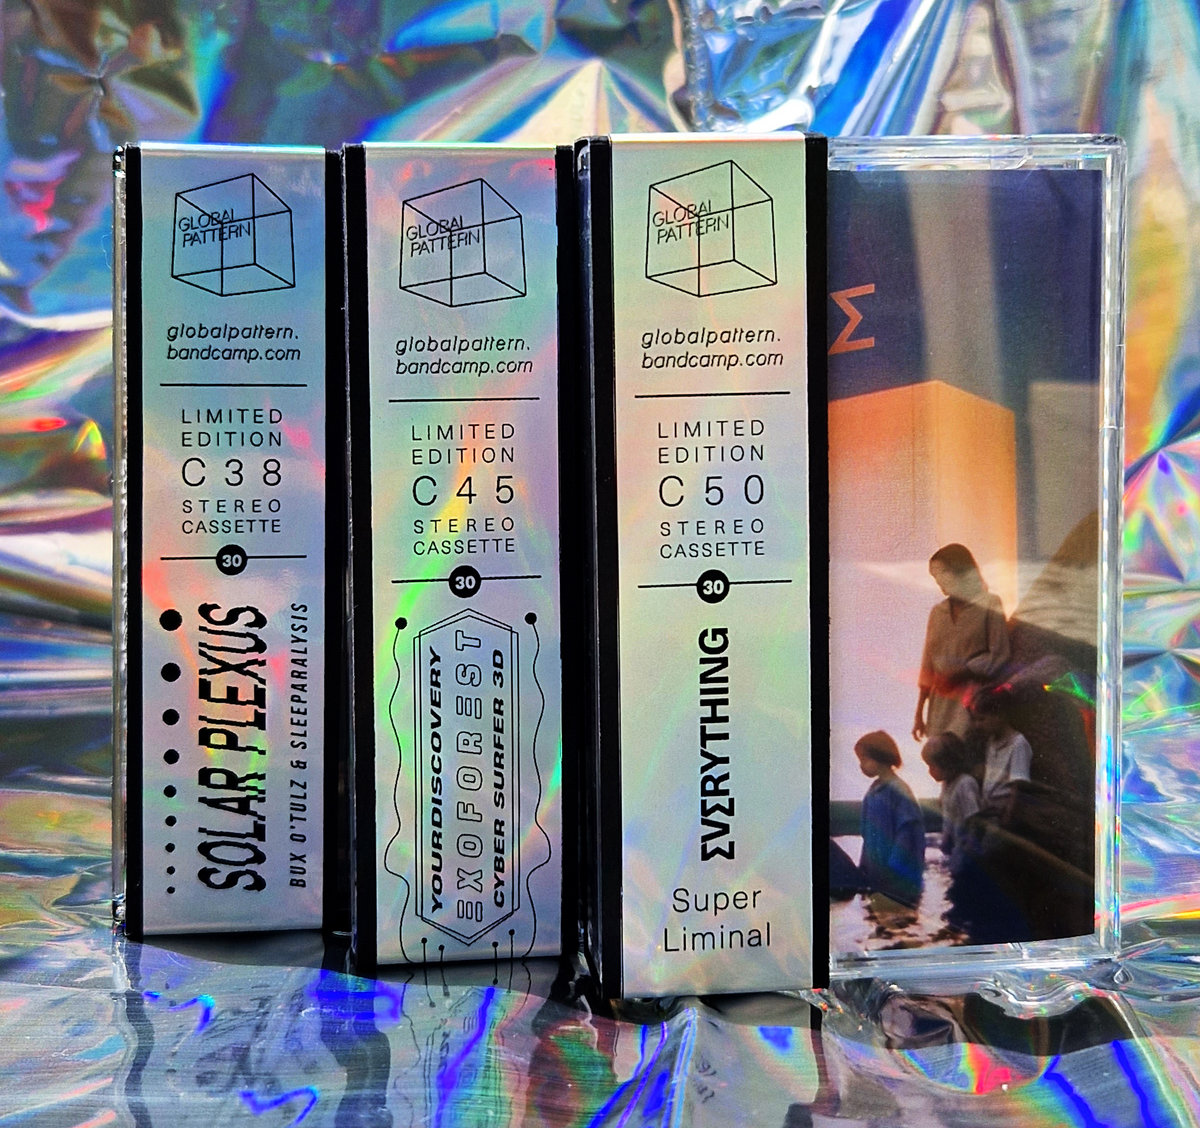 GLOBAL
PATTERN
globalpattern.
bandcamp.com
LIMITED
EDITION
C38
STEREO
CASSETTE
30
SOLAR PLEXUS
BUX O'TULZ & SLEEPARALYSIS
GLOBAL
PATTERN
globalpattern.
bandcamp.com
LIMITED
EDITION
C45
STEREO
CASSETTE
30
YOURDISCOVERY
EXOFOREST
CYBER SURFER 3D
GLOBAL
PATTERN
globalpattern.
bandcamp.com
LIMITED
EDITION
C50
STEREO
CASSETTE
30
ΣVΣRYTHING
Super
Liminal
Σ